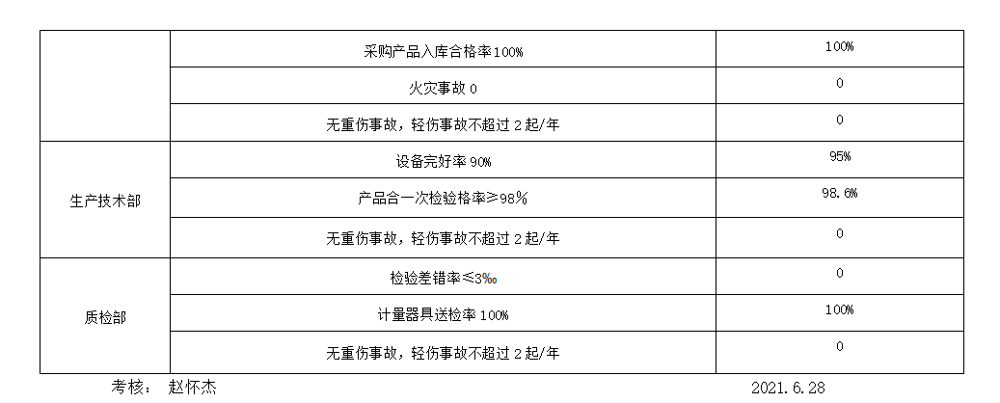 采购产品入库合格率100%
100%
火灾事故0
0
无重伤事故，轻伤事故不超过2起/年
0
生产技术部
设备完好率90%
95%
产品合一次检验格率≥98%
98.6%
无重伤事故，轻伤事故不超过2起/年
0
质检部
检验差错率≤3‰
0
计量器具送检率100%
100%
无重伤事故，轻伤事故不超过2起/年
0
考核： 赵怀杰 2021.6.28